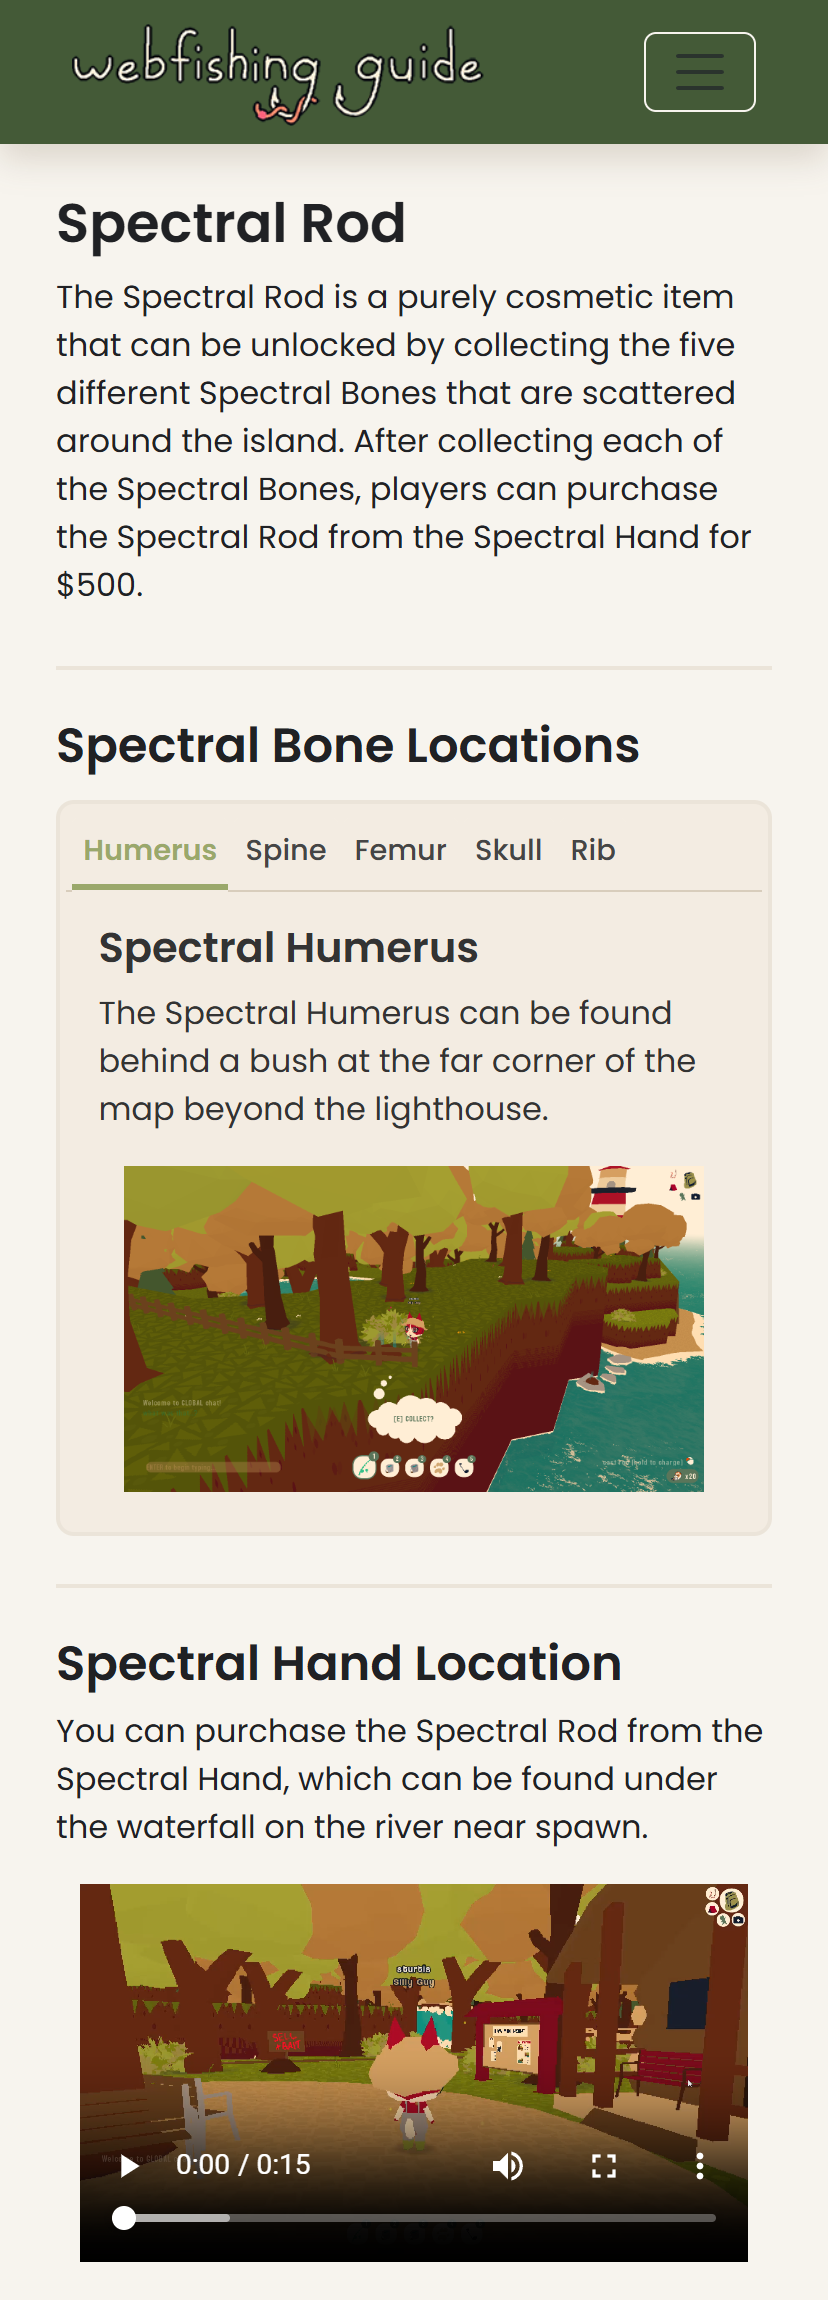 webfishing guide
Spectral Rod
The Spectral Rod is a purely cosmetic item
that can be unlocked by collecting the five
different Spectral Bones that are scattered
around the island. After collecting each of
the Spectral Bones, players can purchase
the Spectral Rod from the Spectral Hand for
$500.
Spectral Bone Locations
Humerus Spine Femur Skull Rib
Spectral Humerus
The Spectral Humerus can be found
behind a bush at the far corner of the
map beyond the lighthouse.
Welcome to GLOBAL chat!
[E] COLLECT?
x20
Spectral Hand Location
You can purchase the Spectral Rod from the
Spectral Hand, which can be found under
the waterfall on the river near spawn.
sturtle
Silly Guy
0:00 / 0:15